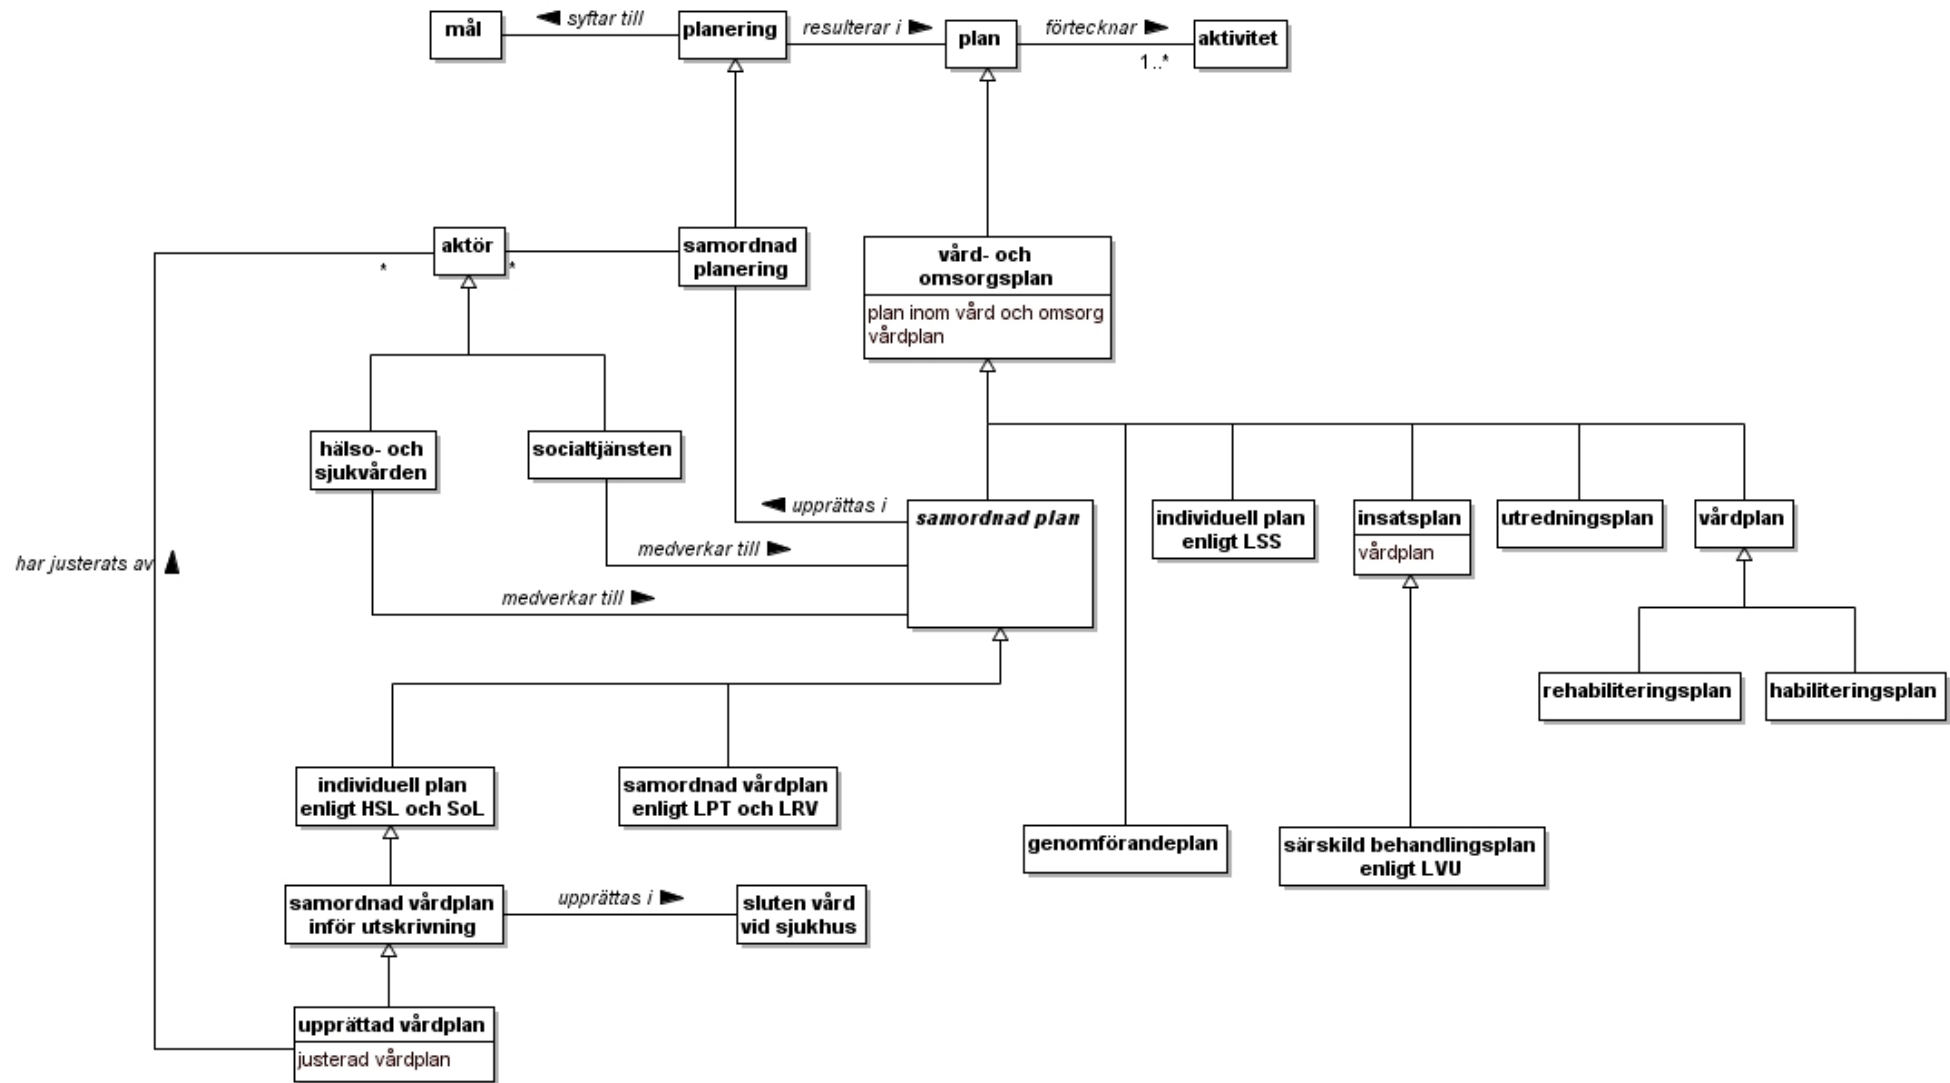 mål
syftar till
planering
resulterar i
plan
förtecknar
1..*
aktivitet
aktör
*
*
samordnad
planering
vård- och
omsorgsplan
plan inom vård och omsorg
vårdplan
hälso- och
sjukvården
socialtjänsten
upprättas i
medverkar till
medverkar till
samordnad plan
individuell plan
enligt LSS
insatsplan
vårdplan
utredningsplan
vårdplan
har justerats av
rehabiliteringsplan
habiliteringsplan
individuell plan
enligt HSL och SoL
samordnad vårdplan
enligt LPT och LRV
genomförandeplan
särskild behandlingsplan
enligt LVU
samordnad vårdplan
inför utskrivning
upprättas i
sluten vård
vid sjukhus
upprättad vårdplan
justerad vårdplan